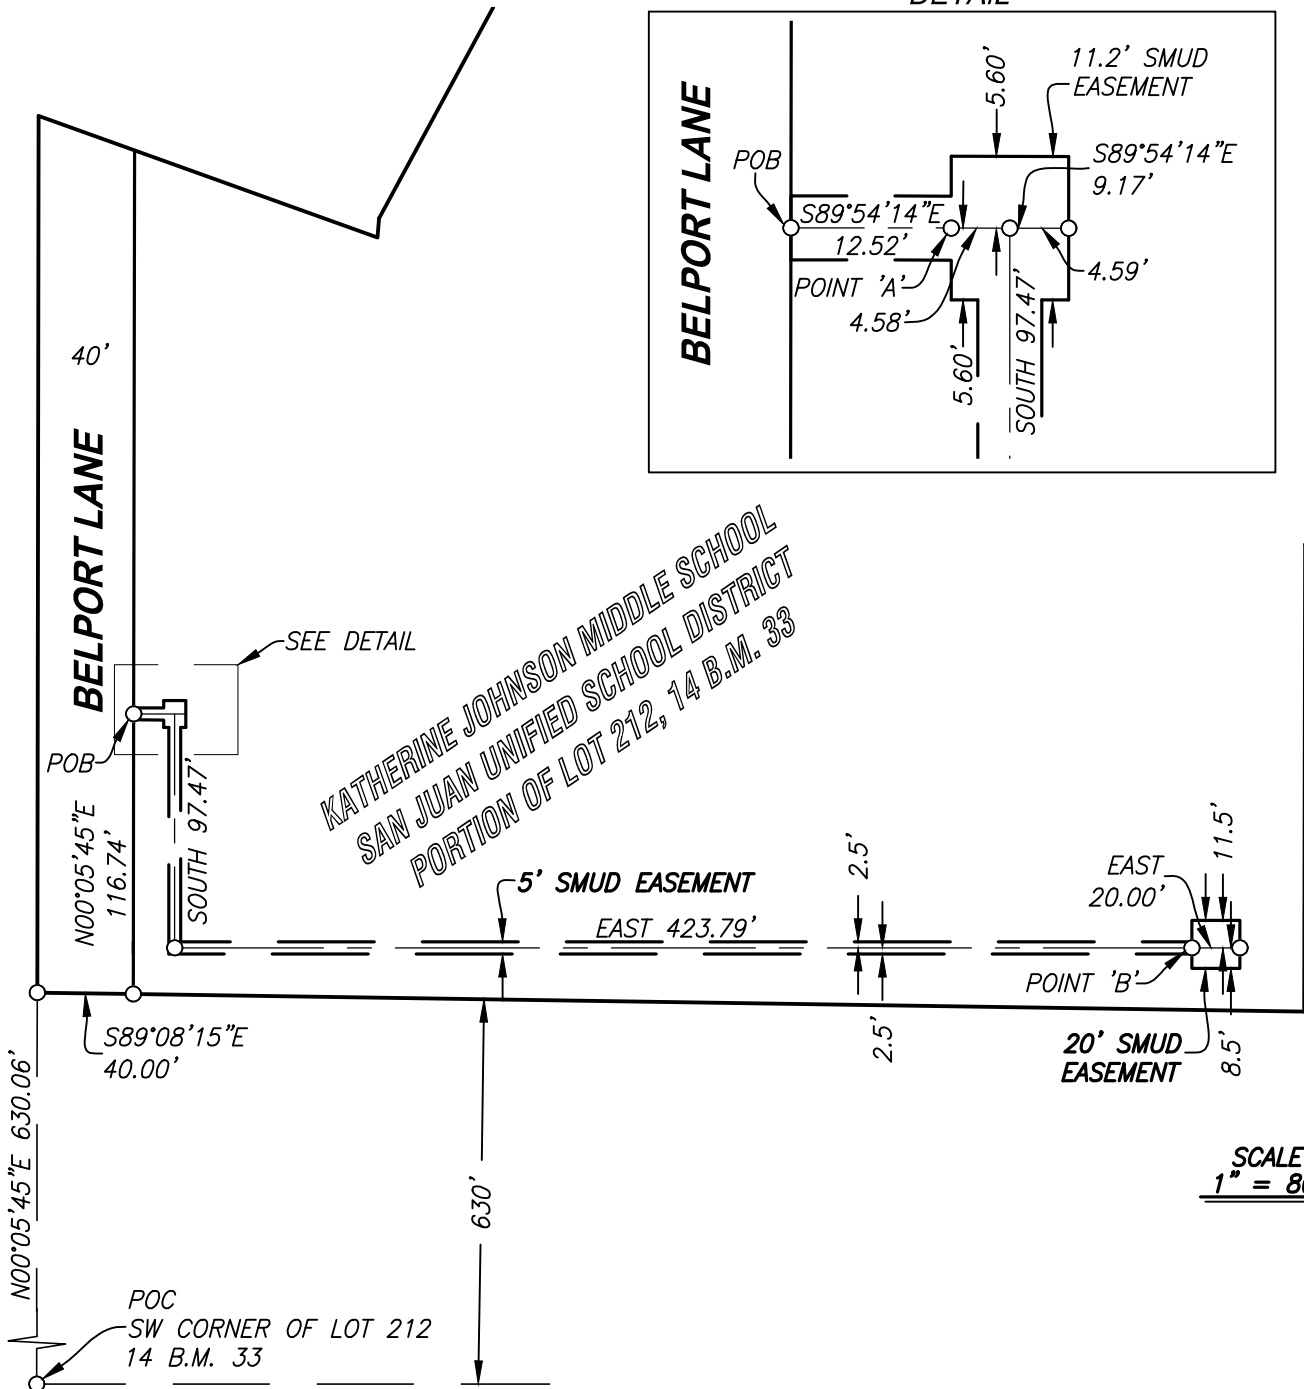 DETAIL
BELPORT LANE
POB
S89°54'14"E
12.52'
POINT 'A'
4.58'
5.60'
5.60'
11.2' SMUD
EASEMENT
S89°54'14"E
9.17'
4.59'
SOUTH 97.47'
40'
BELPORT LANE
SEE DETAIL
POB
N00°05'45"E
116.74'
SOUTH 97.47'
KATHERINE JOHNSON MIDDLE SCHOOL
SAN JUAN UNIFIED SCHOOL DISTRICT
PORTION OF LOT 212, 14 B.M. 33
5' SMUD EASEMENT
EAST 423.79'
2.5'
2.5'
EAST
20.00'
11.5'
POINT 'B'
20' SMUD
EASEMENT
8.5'
S89°08'15"E
40.00'
N00°05'45"E 630.06'
630'
SCALE
1" = 8
POC
SW CORNER OF LOT 212
14 B.M. 33